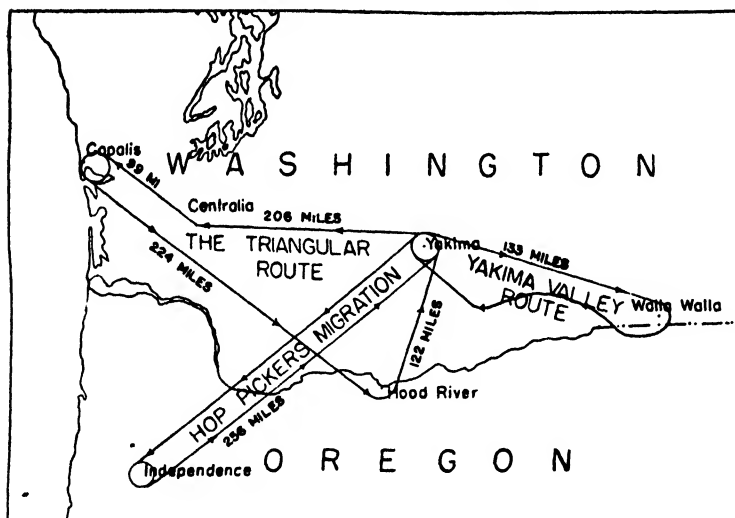 Copalis
WASHINGTON
99 MI
Centralia
206 MILES
THE TRIANGULAR
ROUTE
224 MILES
Yakima
133 MILES
YAKIMA VALLEY
ROUTE
Walla Walla
HOP PICKERS MIGRATION
122 MILES
Hood River
256 MILES
Independence
OREGON